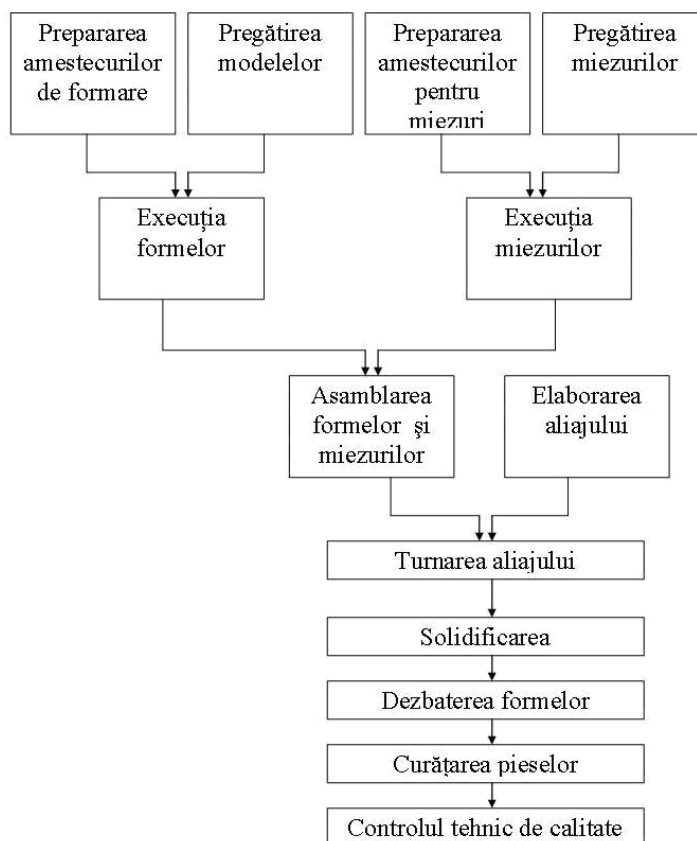 Prepararea
amestecurilor
de formare
Pregătirea
modelelor
Prepararea
amestecurilor
pentru
miezuri
Pregătirea
miezurilor
Execuția
formelor
Execuția
miezurilor
Asamblarea
formelor şi
miezurilor
Elaborarea
aliajului
Turnarea aliajului
Solidificarea
Dezbaterea formelor
Curățarea pieselor
Controlul tehnic de calitate